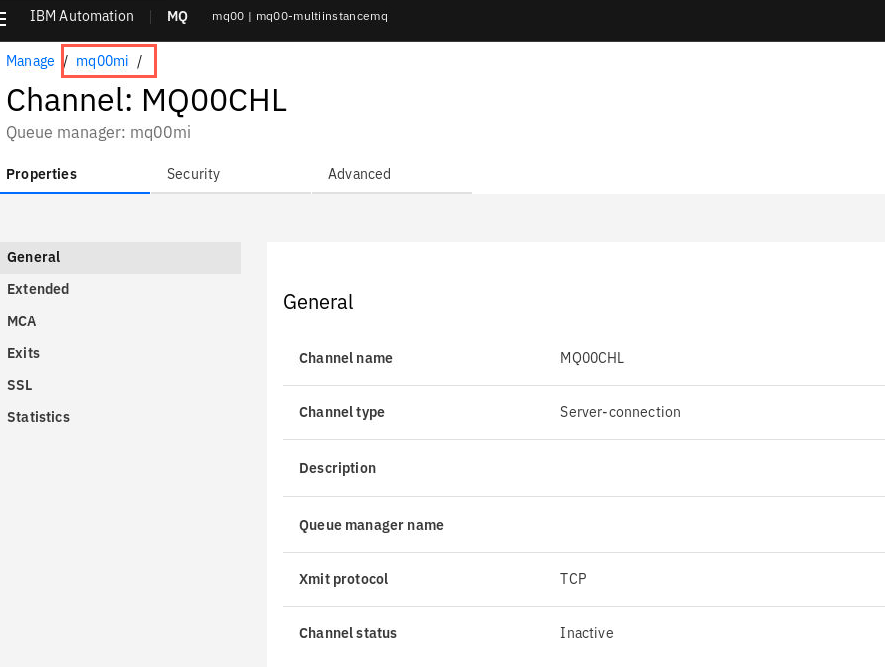 IBM Automation | MQ mq00 | mq00-multiinstancemq
Manage / mq00mi /
Channel: MQ00CHL
Queue manager: mq00mi
Properties Security Advanced
General
Extended
MCA
Exits
SSL
Statistics
General
Channel name MQ00CHL
Channel type Server-connection
Description
Queue manager name
Xmit protocol TCP
Channel status Inactive